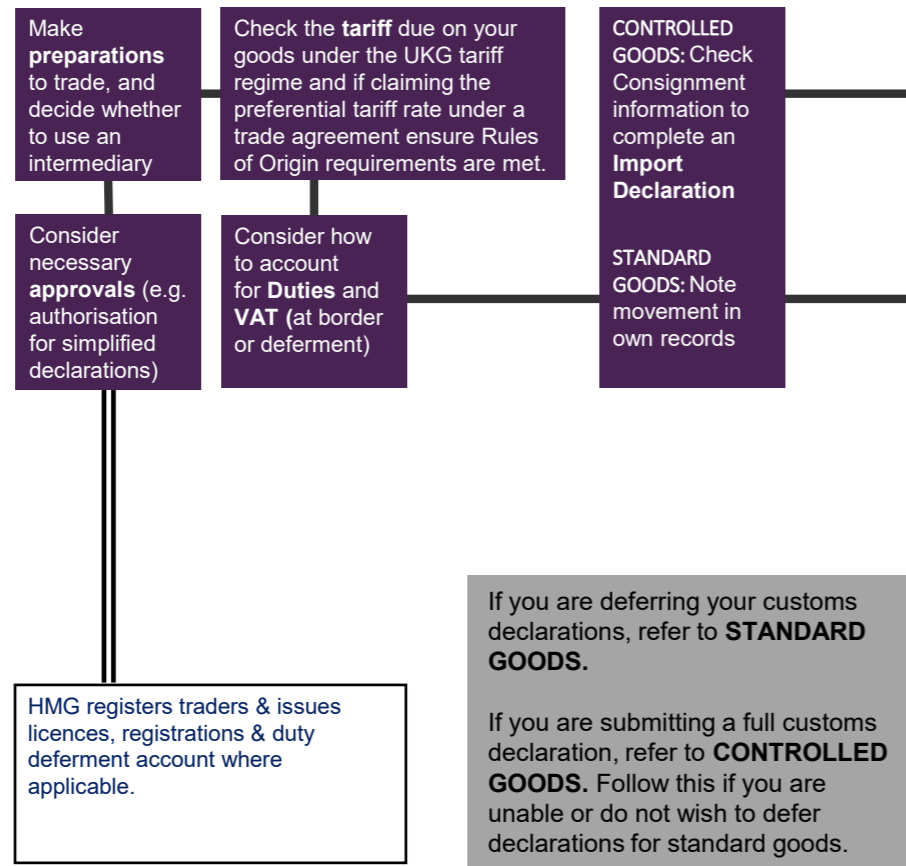 Make
preparations
to trade, and
decide whether
to use an
intermediary
Check the tariff due on your
goods under the UKG tariff
regime and if claiming the
preferential tariff rate under a
trade agreement ensure Rules
of Origin requirements are met.
CONTROLLED
GOODS: Check
Consignment
information to
complete an
Import
Declaration
STANDARD
GOODS: Note
movement in
own records
Consider
necessary
approvals (e.g.
authorisation
for simplified
declarations)
Consider how
to account
for Duties and
VAT (at border
or deferment)
HMG registers traders & issues
licences, registrations & duty
deferment account where
applicable.
If you are deferring your customs
declarations, refer to STANDARD
GOODS.
If you are submitting a full customs
declaration, refer to CONTROLLED
GOODS. Follow this if you are
unable or do not wish to defer
declarations for standard goods.